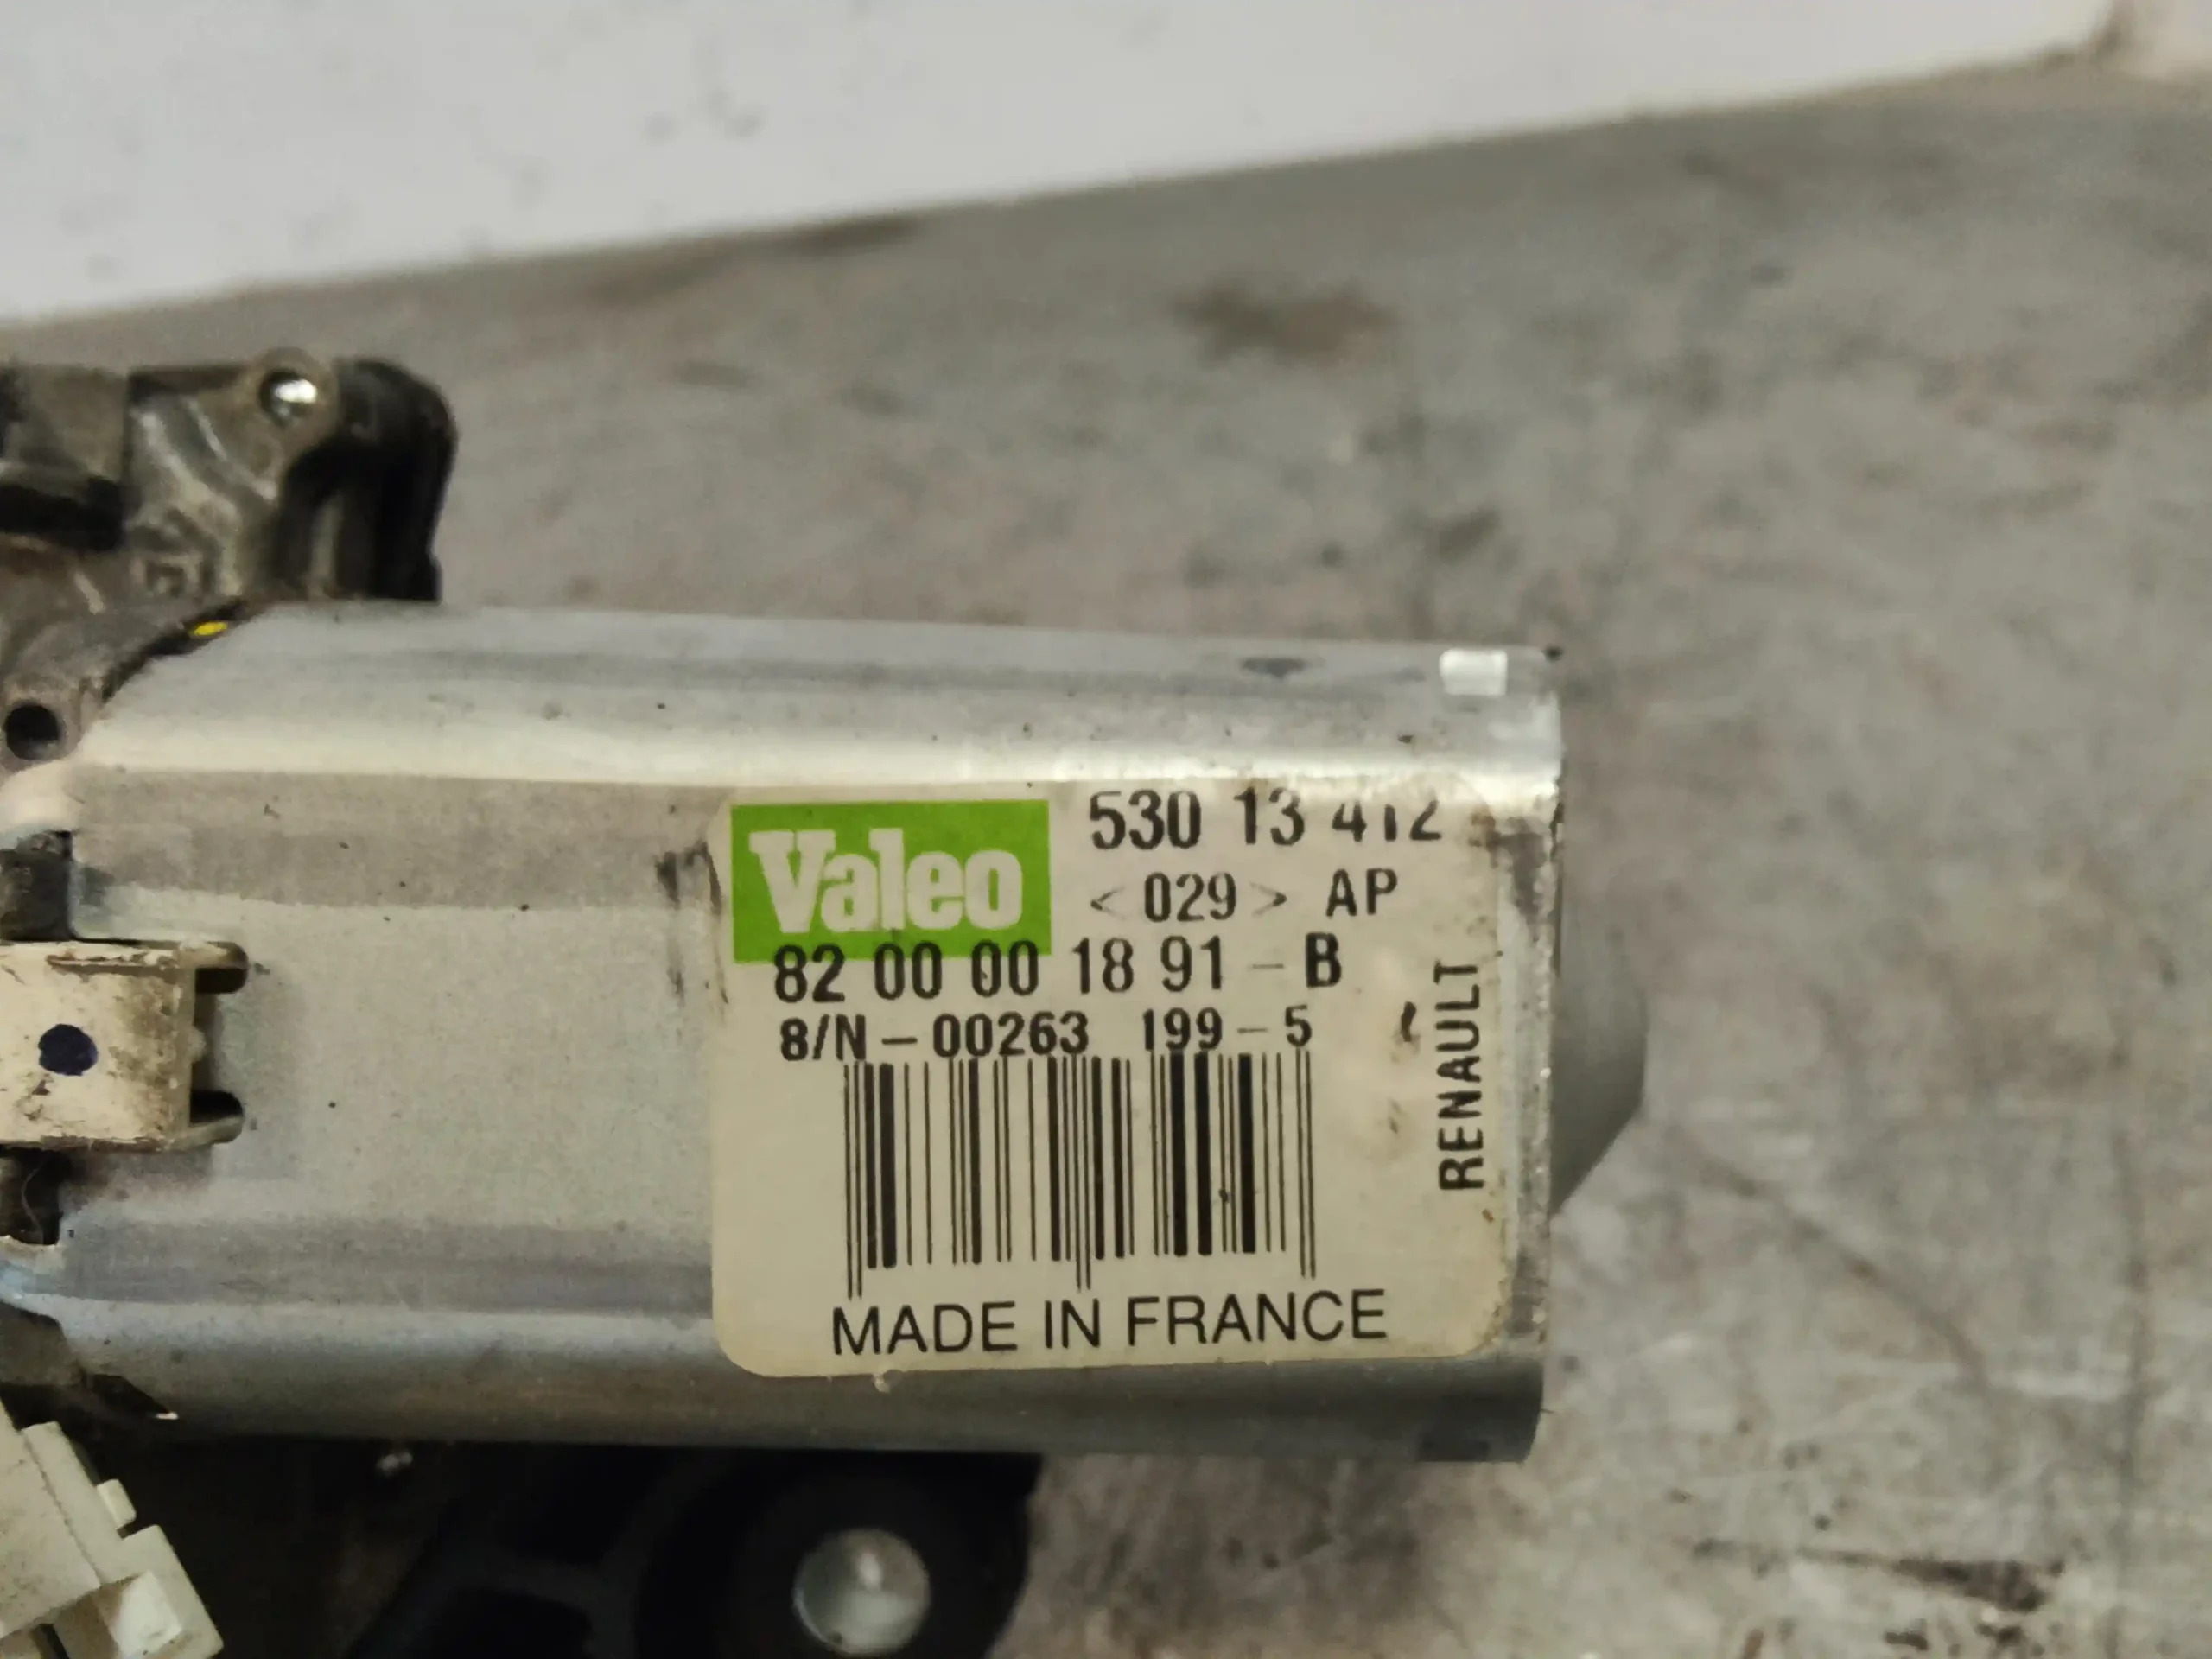 Valeo
530 13 412
< 029 > AP
82 00 00 18 91 - B
8/N - 00263 199 - 5
RENAULT
MADE IN FRANCE